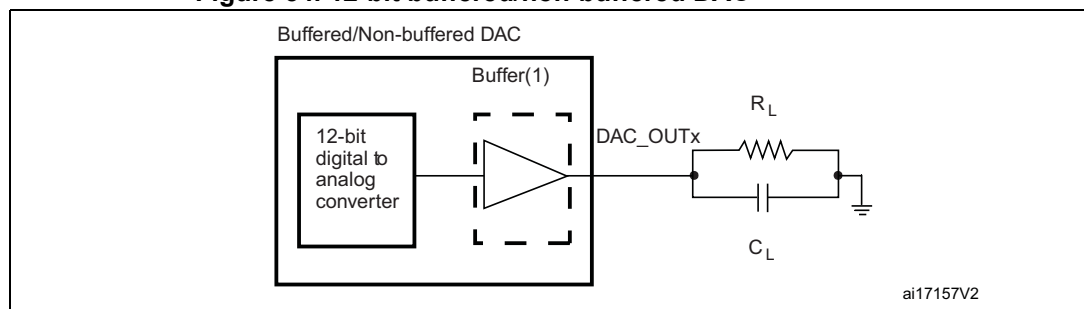 Buffered/Non-buffered DAC
Buffer(1)
12-bit
digital to
analog
converter
DAC_OUTx
R L
C L
ai17157V2